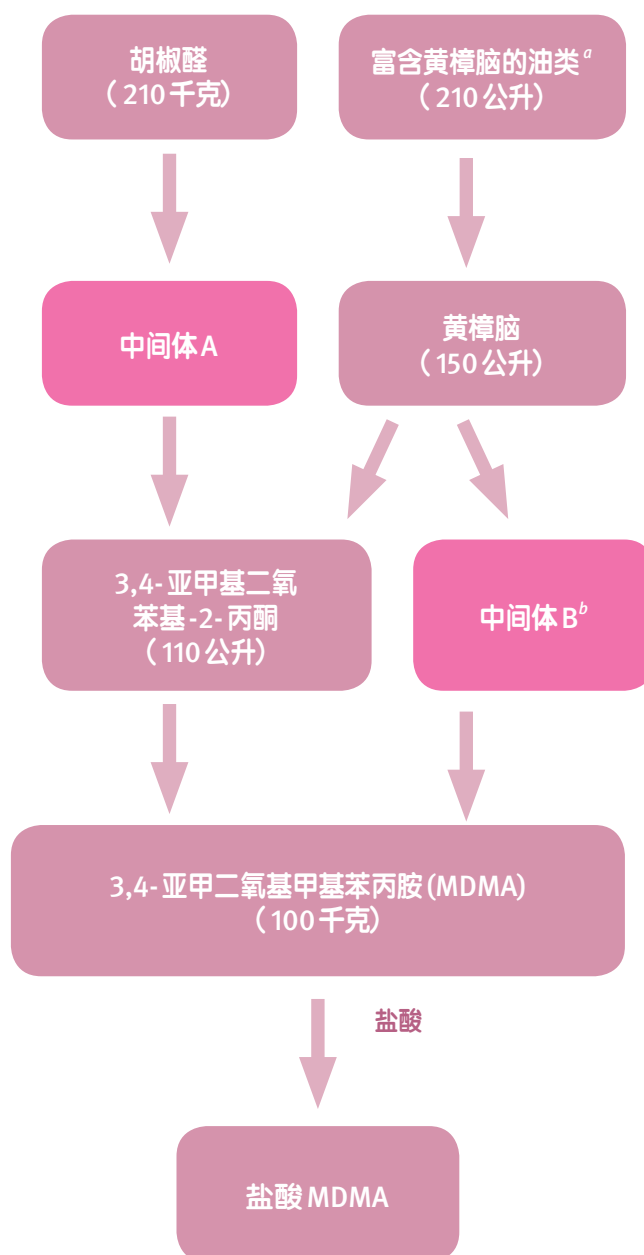 胡椒醛
（210 千克）
富含黄樟脑的油类a
（210 公升）
中间体A
黄樟脑
（150 公升）
3,4- 亚甲基二氧
苯基 -2- 丙酮
（110 公升）
中间体 Bb
3,4- 亚甲二氧基甲基苯丙胺(MDMA)
（100 千克）
盐酸
盐酸 MDMA